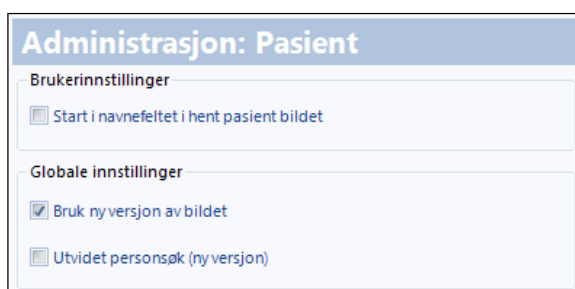 Administrasjon: Pasient
Brukerinnstillinger
Start i navnefeltet i hent pasient bildet
Globale innstillinger
Bruk ny versjon av bildet
Utvidet personsøk (ny versjon)